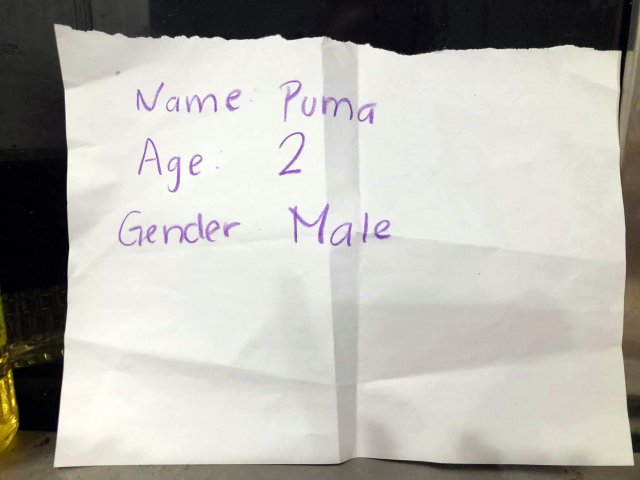 Name Puma
Age: 2
Gender Male